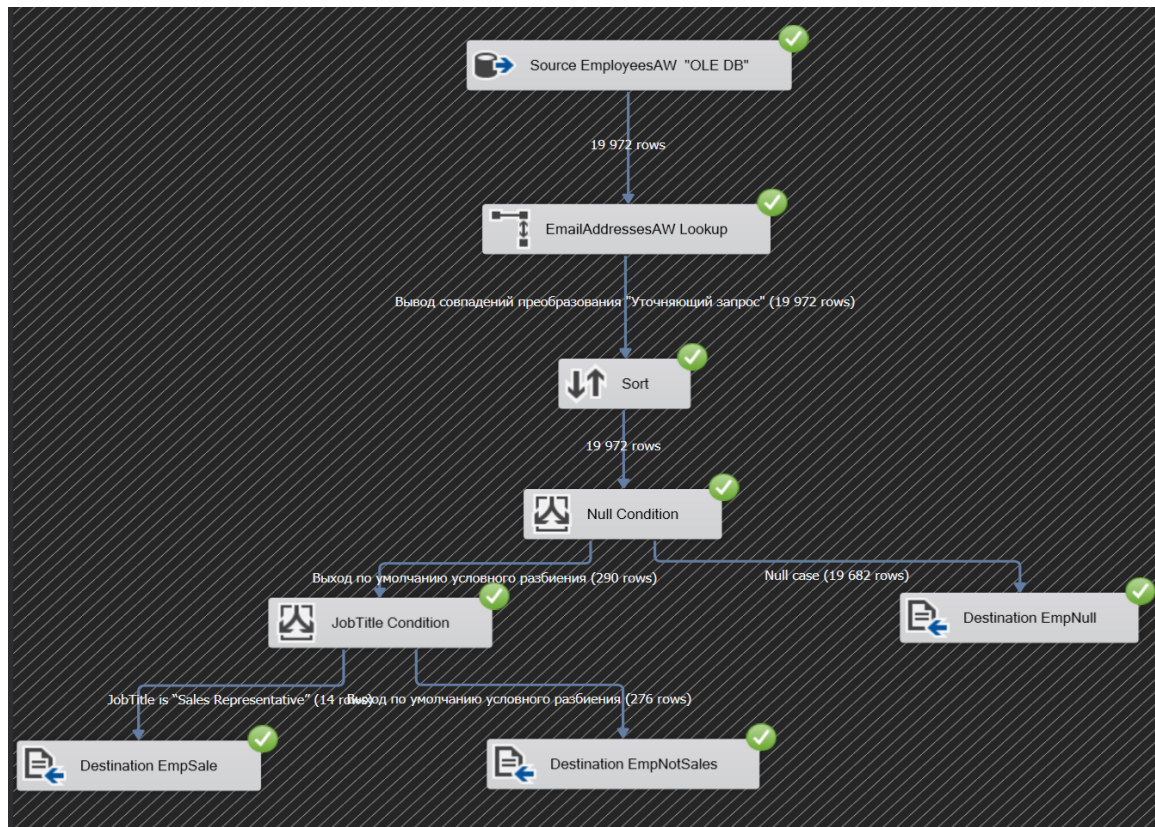 Source EmployeesAW "OLE DB"
19 972 rows
EmailAddressesAW Lookup
Вывод совпадений преобразования "Уточняющий запрос" (19 972 rows)
Sort
19 972 rows
Null Condition
Выход по умолчанию условного разбиения (290 rows)
Null case (19 682 rows)
JobTitle Condition
Destination EmpNull
JobTitle is “Sales Representative” (14 rows)
Выход по умолчанию условного разбиения (276 rows)
Destination EmpSale
Destination EmpNotSales